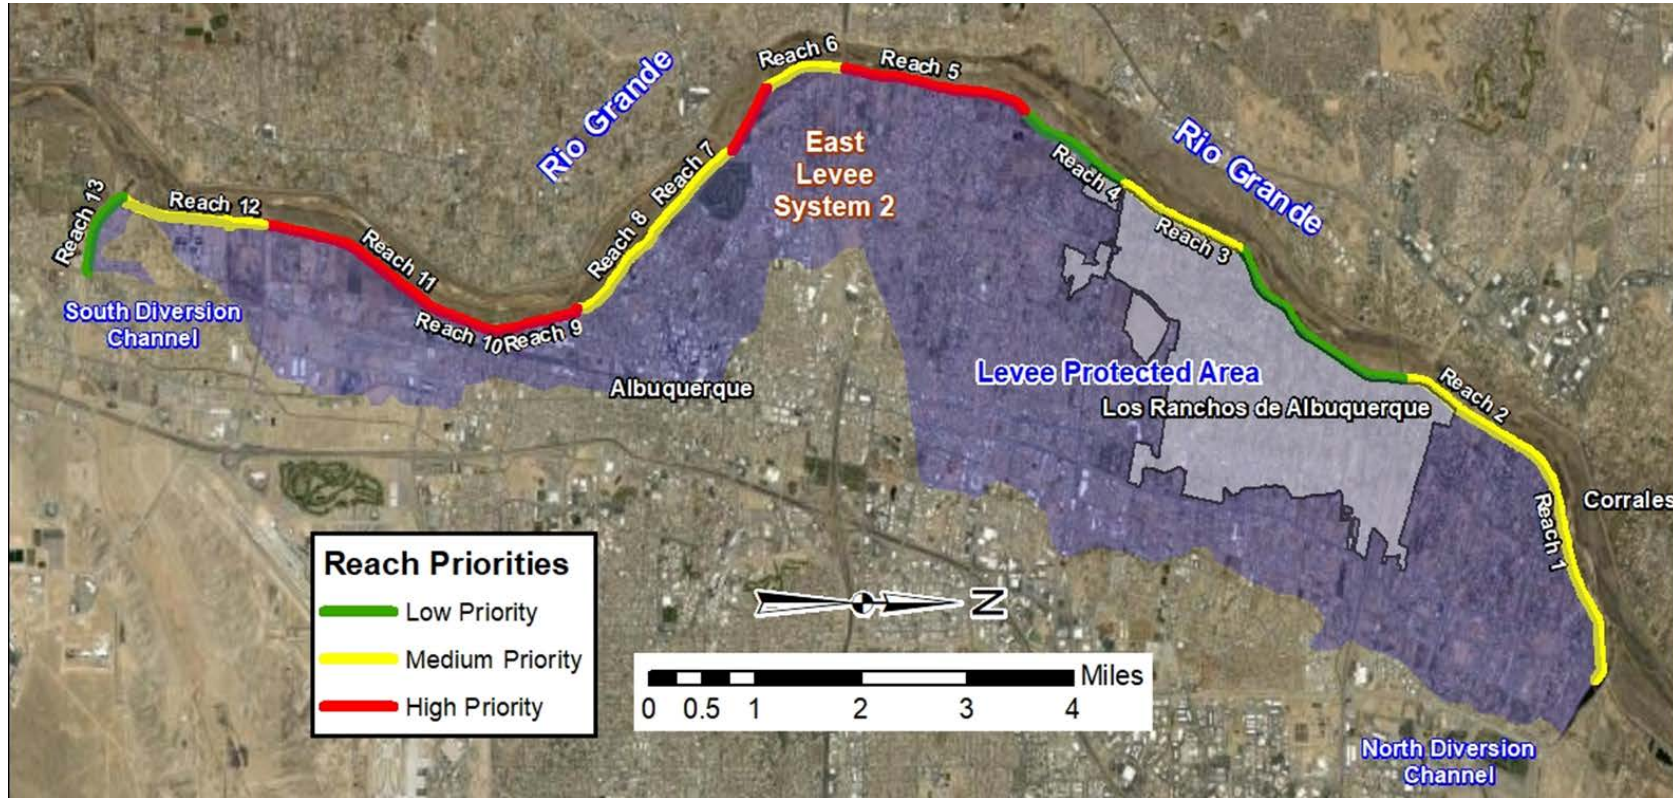 Reach 6
Reach 5
Rio Grande
Rio Grande
East
Levee
System 2
Reach 7
Reach 4
Reach 13
Reach 12
Reach 8
Reach 3
Reach 11
South Diversion
Channel
Reach 10
Reach 9
Levee Protected Area
Albuquerque
Los Ranchos de Albuquerque
Reach 2
Corrales
Reach 1
Reach Priorities
Low Priority
Medium Priority
High Priority
N
Miles
0 0.5 1 2 3 4
North Diversion
Channel